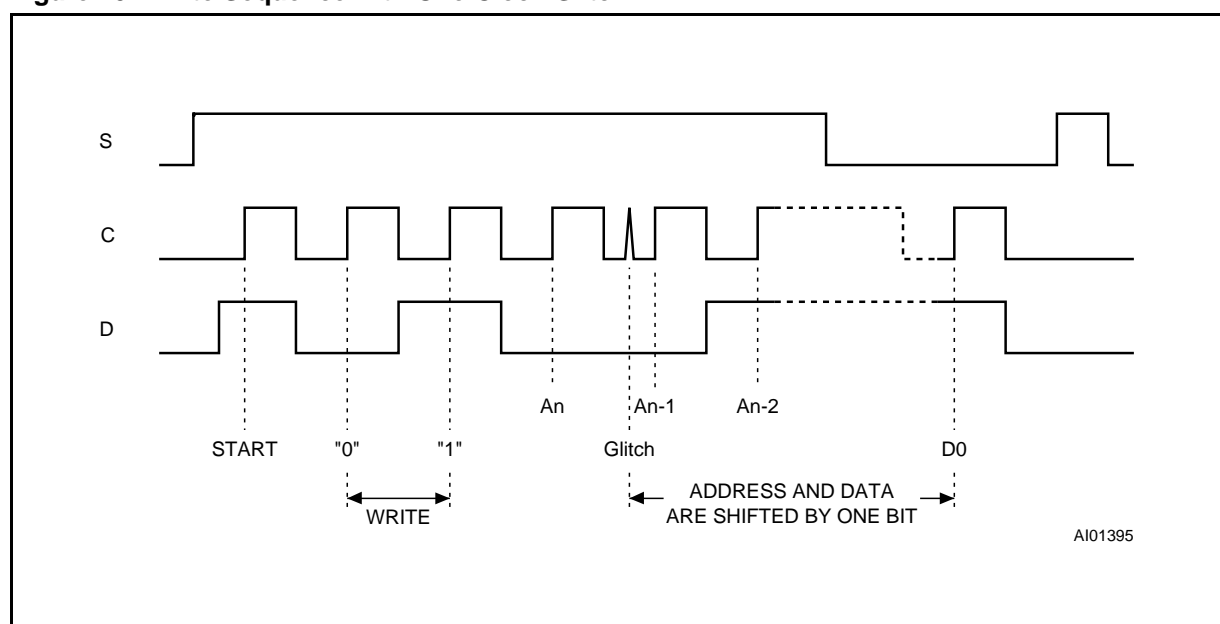 S
C
D
An An-1 An-2
START "0" "1" Glitch D0
WRITE
ADDRESS AND DATA
ARE SHIFTED BY ONE BIT
AI01395